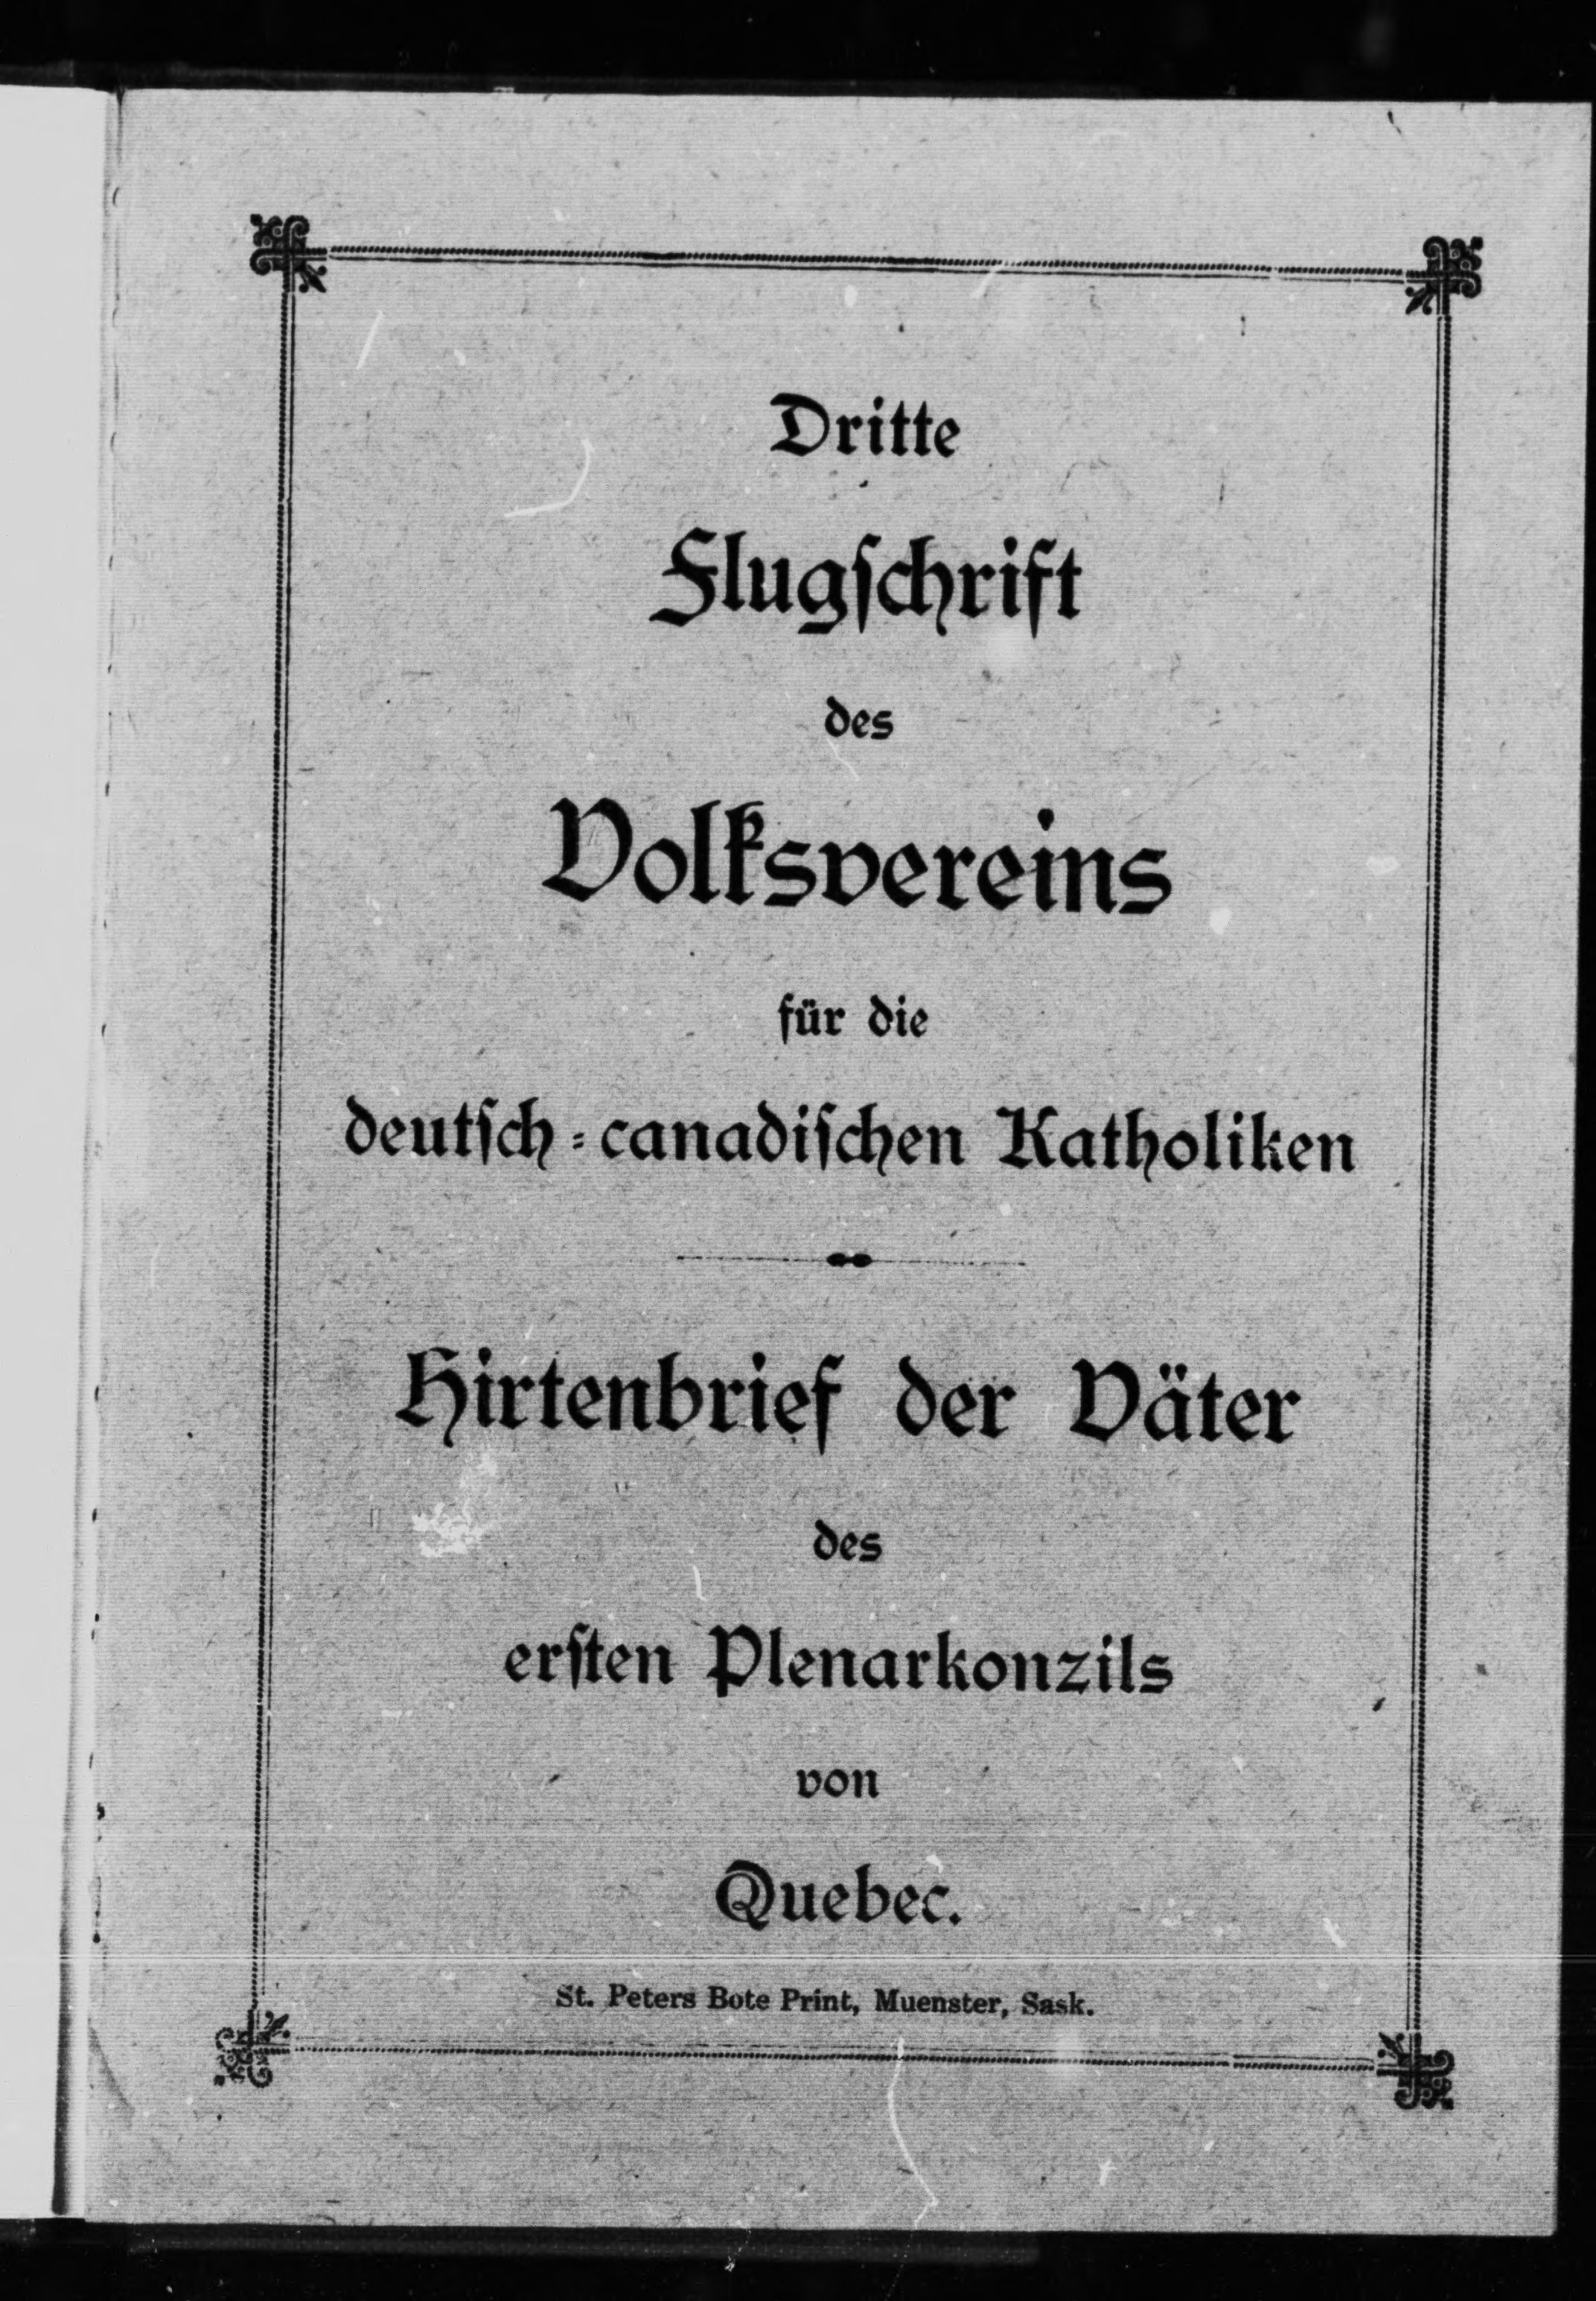 Dritte
Flugſchrift
des
Volksvereins
für die
deutſch-canadiſchen Katholiken
Hirtenbrief der Väter
des
erſten Plenarkonzils
von
Quebec.
St. Peters Bote Print, Muenster, Sask.